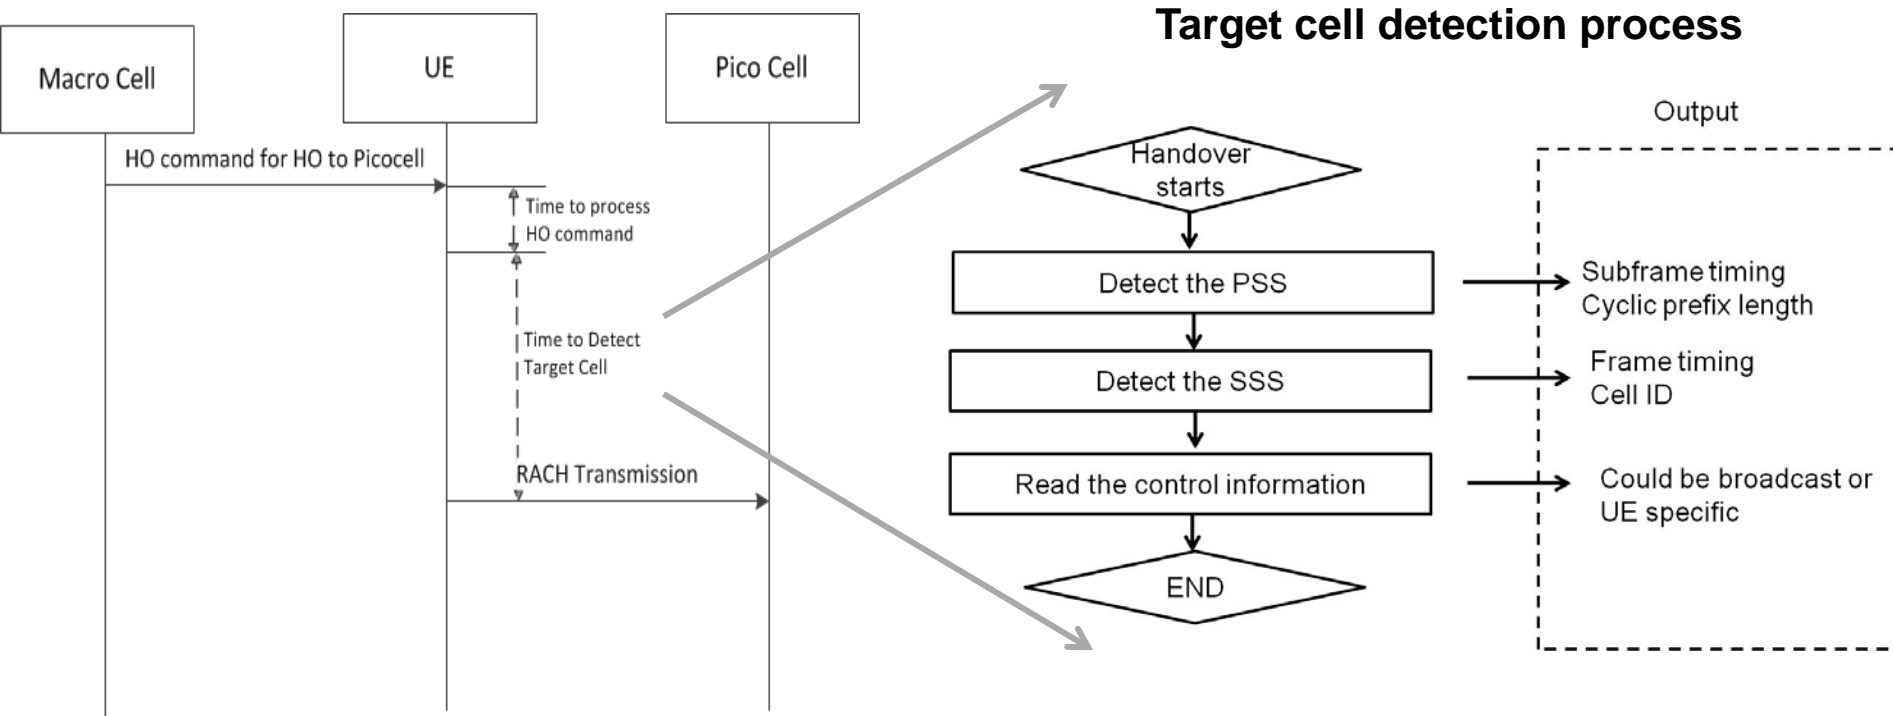 Target cell detection process
Macro Cell
UE
Pico Cell
HO command for HO to Picocell
Time to process
HO command
Time to Detect
Target Cell
RACH Transmission
Output
Handover
starts
Detect the PSS
Subframe timing
Cyclic prefix length
Detect the SSS
Frame timing
Cell ID
Read the control information
Could be broadcast or
UE specific
END